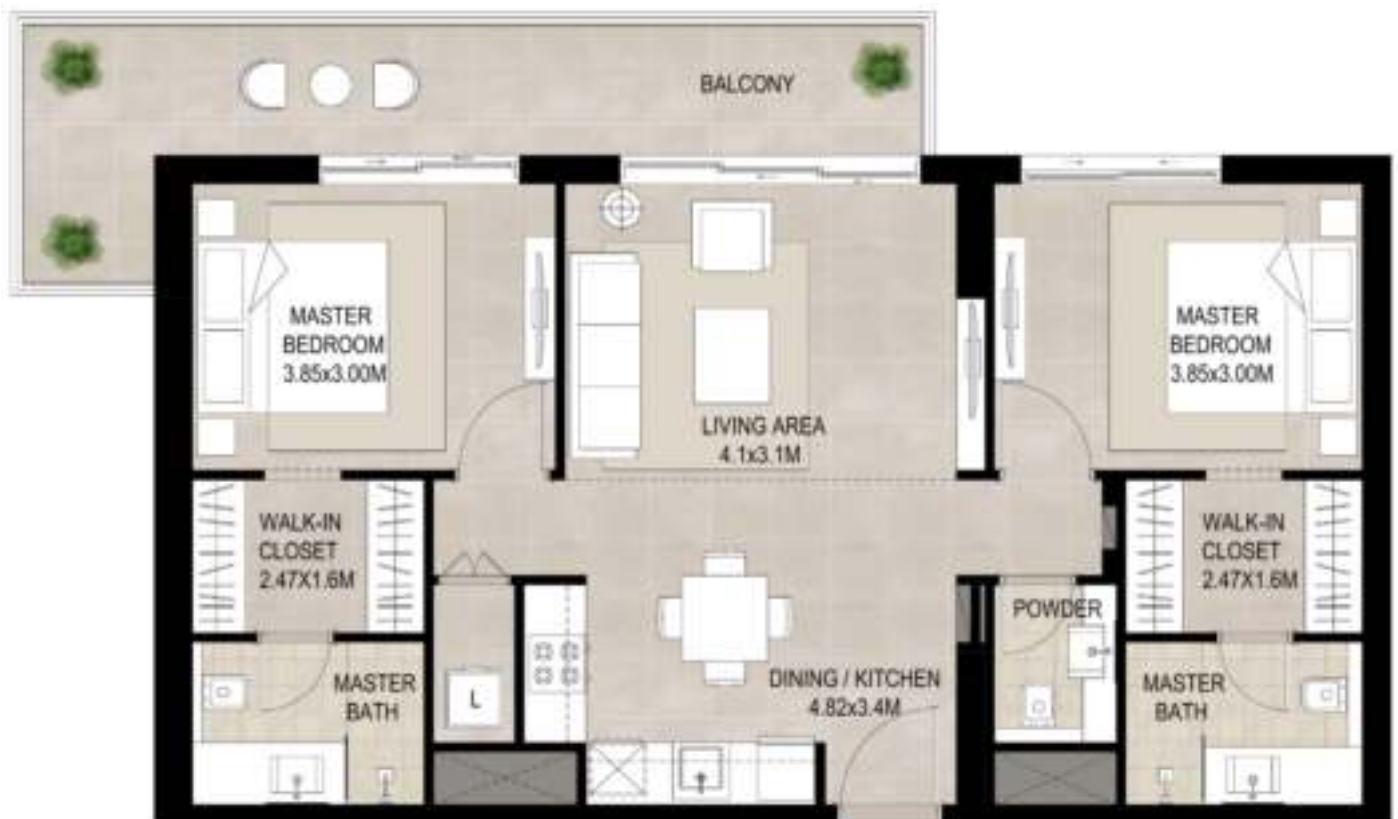 BALCONY
MASTER
BEDROOM
3.85x3.00M
LIVING AREA
4.1x3.1M
MASTER
BEDROOM
3.85x3.00M
WALK-IN
CLOSET
2.47X1.6M
WALK-IN
CLOSET
2.47X1.6M
POWDER
MASTER
BATH
L
DINING / KITCHEN
4.82x3.4M
MASTER
BATH